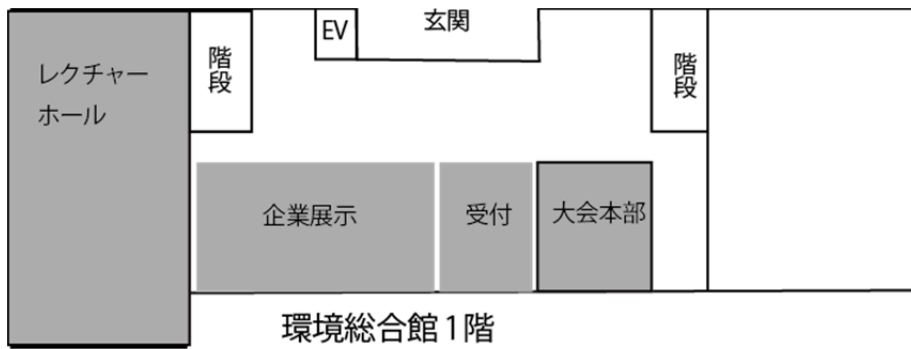 玄関
EV
階段
階段
レクチャー
ホール
企業展示
受付
大会本部
環境総合館1階